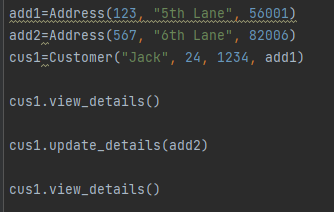 add1=Address(123, "5th Lane", 56001)
add2=Address(567, "6th Lane", 82006)
cus1=Customer("Jack", 24, 1234, add1)
cus1.view_details()
cus1.update_details(add2)
cus1.view_details()